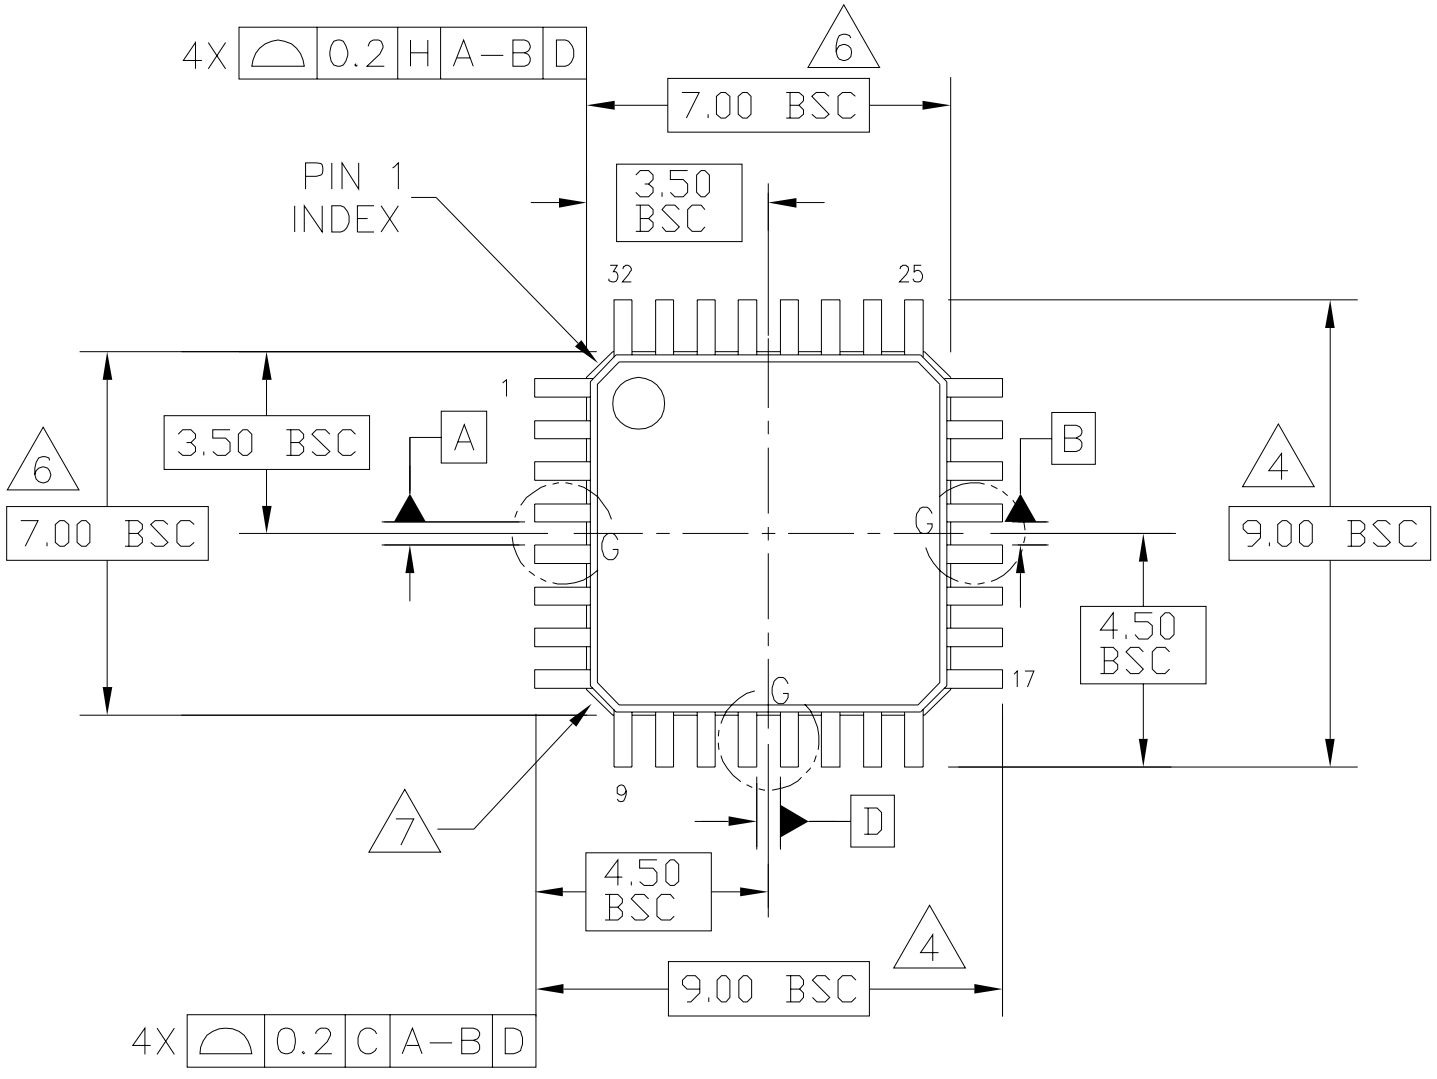 4X 0.2 H A-B D
6
7.00 BSC
PIN 1
INDEX
3.50
BSC
32
25
1
3.50 BSC
A
B
6
7.00 BSC
4
9.00 BSC
G
G
4.50
BSC
17
G
9
7
D
4.50
BSC
4
9.00 BSC
4X 0.2 C A-B D